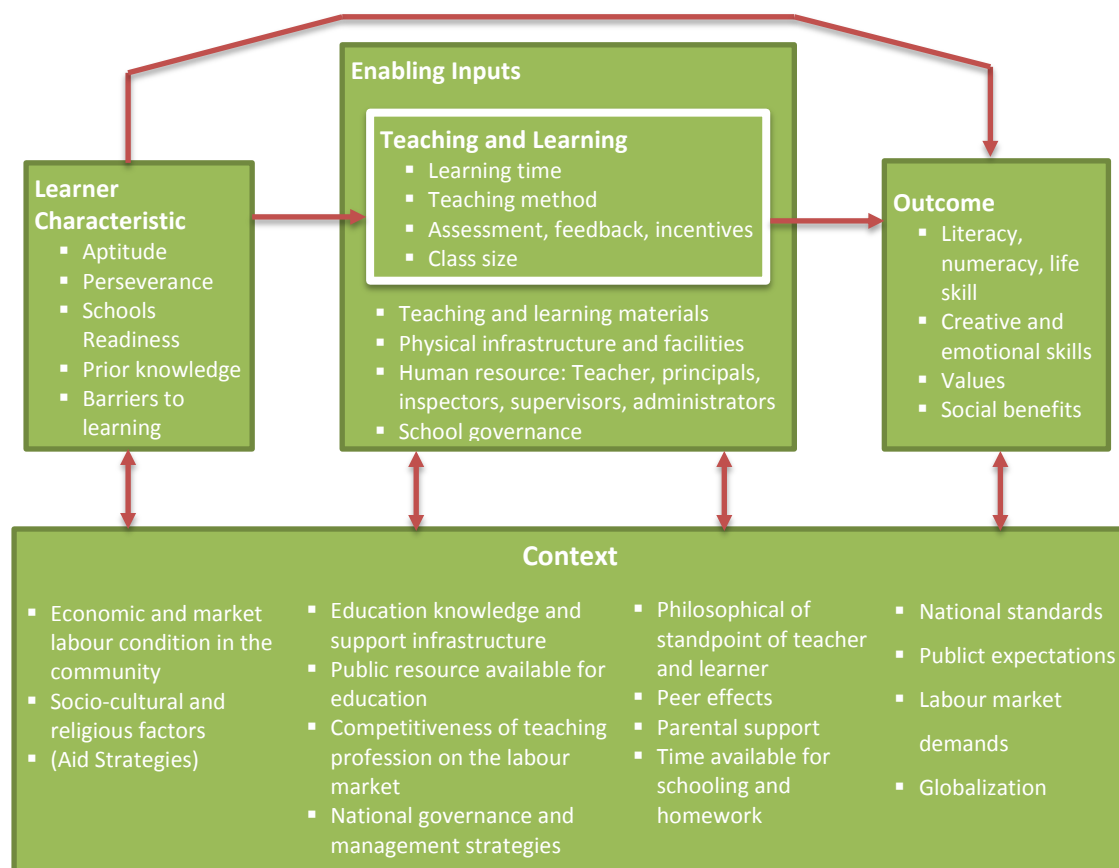 Enabling Inputs
Teaching and Learning
▪ Learning time
▪ Teaching method
▪ Assessment, feedback, incentives
▪ Class size
▪ Teaching and learning materials
▪ Physical infrastructure and facilities
▪ Human resource: Teacher, principals,
inspectors, supervisors, administrators
▪ School governance
Learner
Characteristic
▪ Aptitude
▪ Perseverance
▪ Schools
Readiness
▪ Prior knowledge
▪ Barriers to
learning
Outcome
▪ Literacy,
numeracy, life
skill
▪ Creative and
emotional skills
▪ Values
▪ Social benefits
Context
▪ Economic and market
labour condition in the
community
▪ Socio-cultural and
religious factors
▪ (Aid Strategies)
▪ Education knowledge and
support infrastructure
▪ Public resource available for
education
▪ Competitiveness of teaching
profession on the labour
market
▪ National governance and
management strategies
▪ Philosophical of
standpoint of teacher
and learner
▪ Peer effects
▪ Parental support
▪ Time available for
schooling and
homework
▪ National standards
▪ Publict expectations
▪ Labour market
demands
▪ Globalization